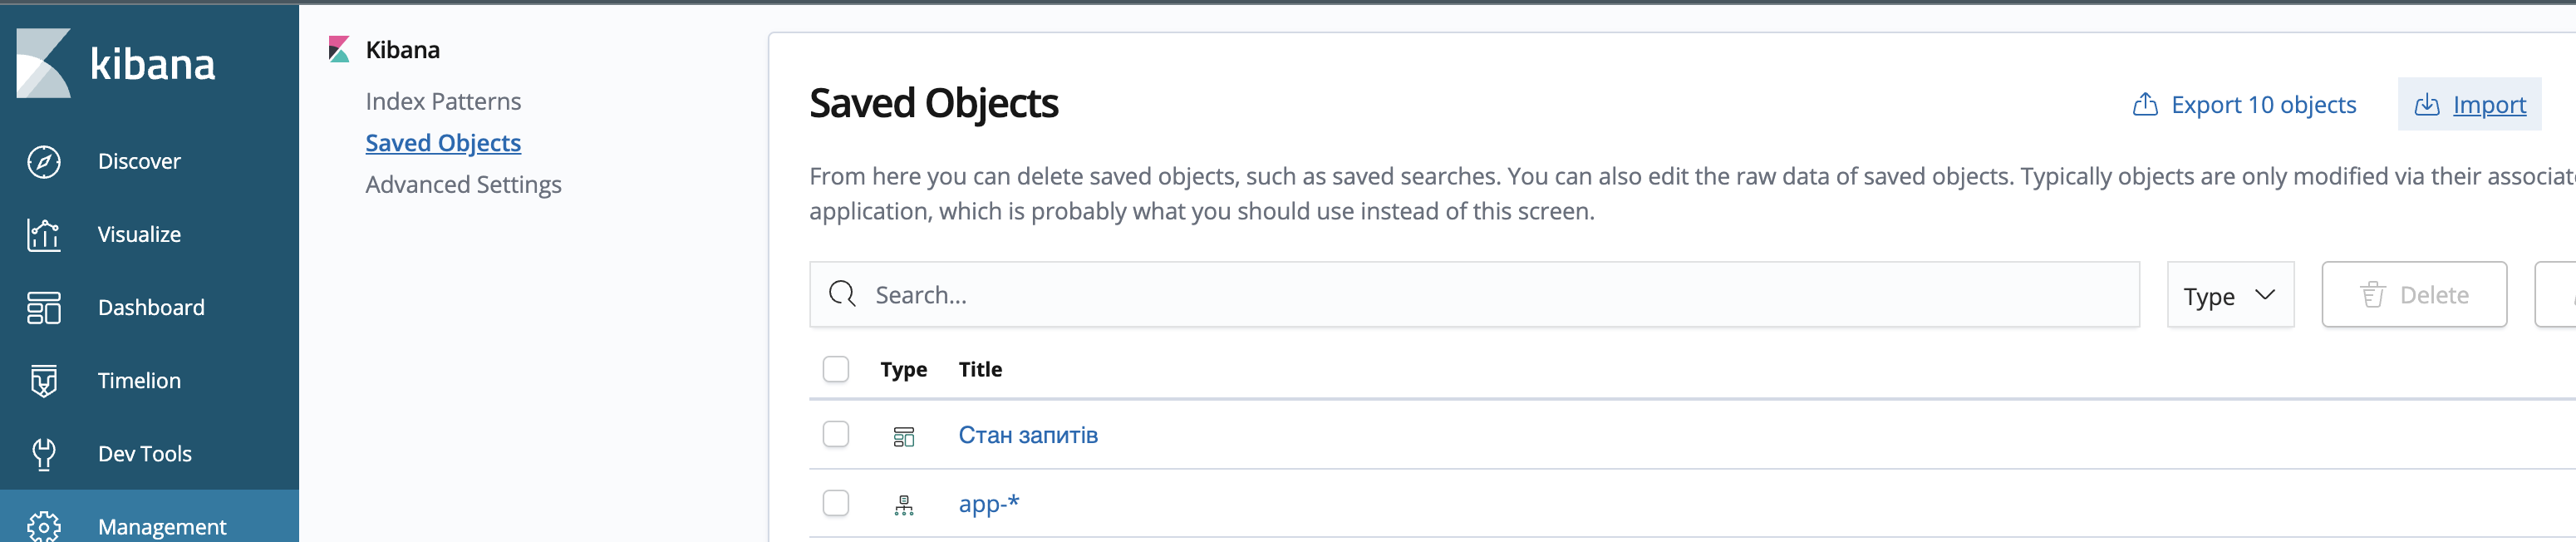 kibana
Discover
Visualize
Dashboard
Timelion
Dev Tools
Management
Kibana
Index Patterns
Saved Objects
Advanced Settings
Saved Objects
Export 10 objects
Import
From here you can delete saved objects, such as saved searches. You can also edit the raw data of saved objects. Typically objects are only modified via their
application, which is probably what you should use instead of this screen.
Search...
Type
Delete
Type Title
Стан запитів
app-*